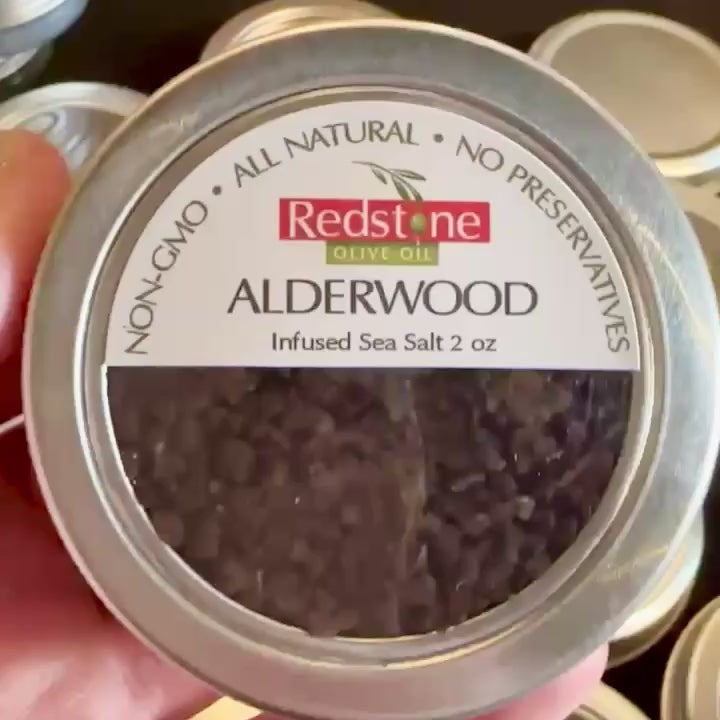 NON-GMO • ALL NATURAL • NO PRESERVATIVES
Redstone
OLIVE OIL
ALDERWOOD
Infused Sea Salt 2 oz